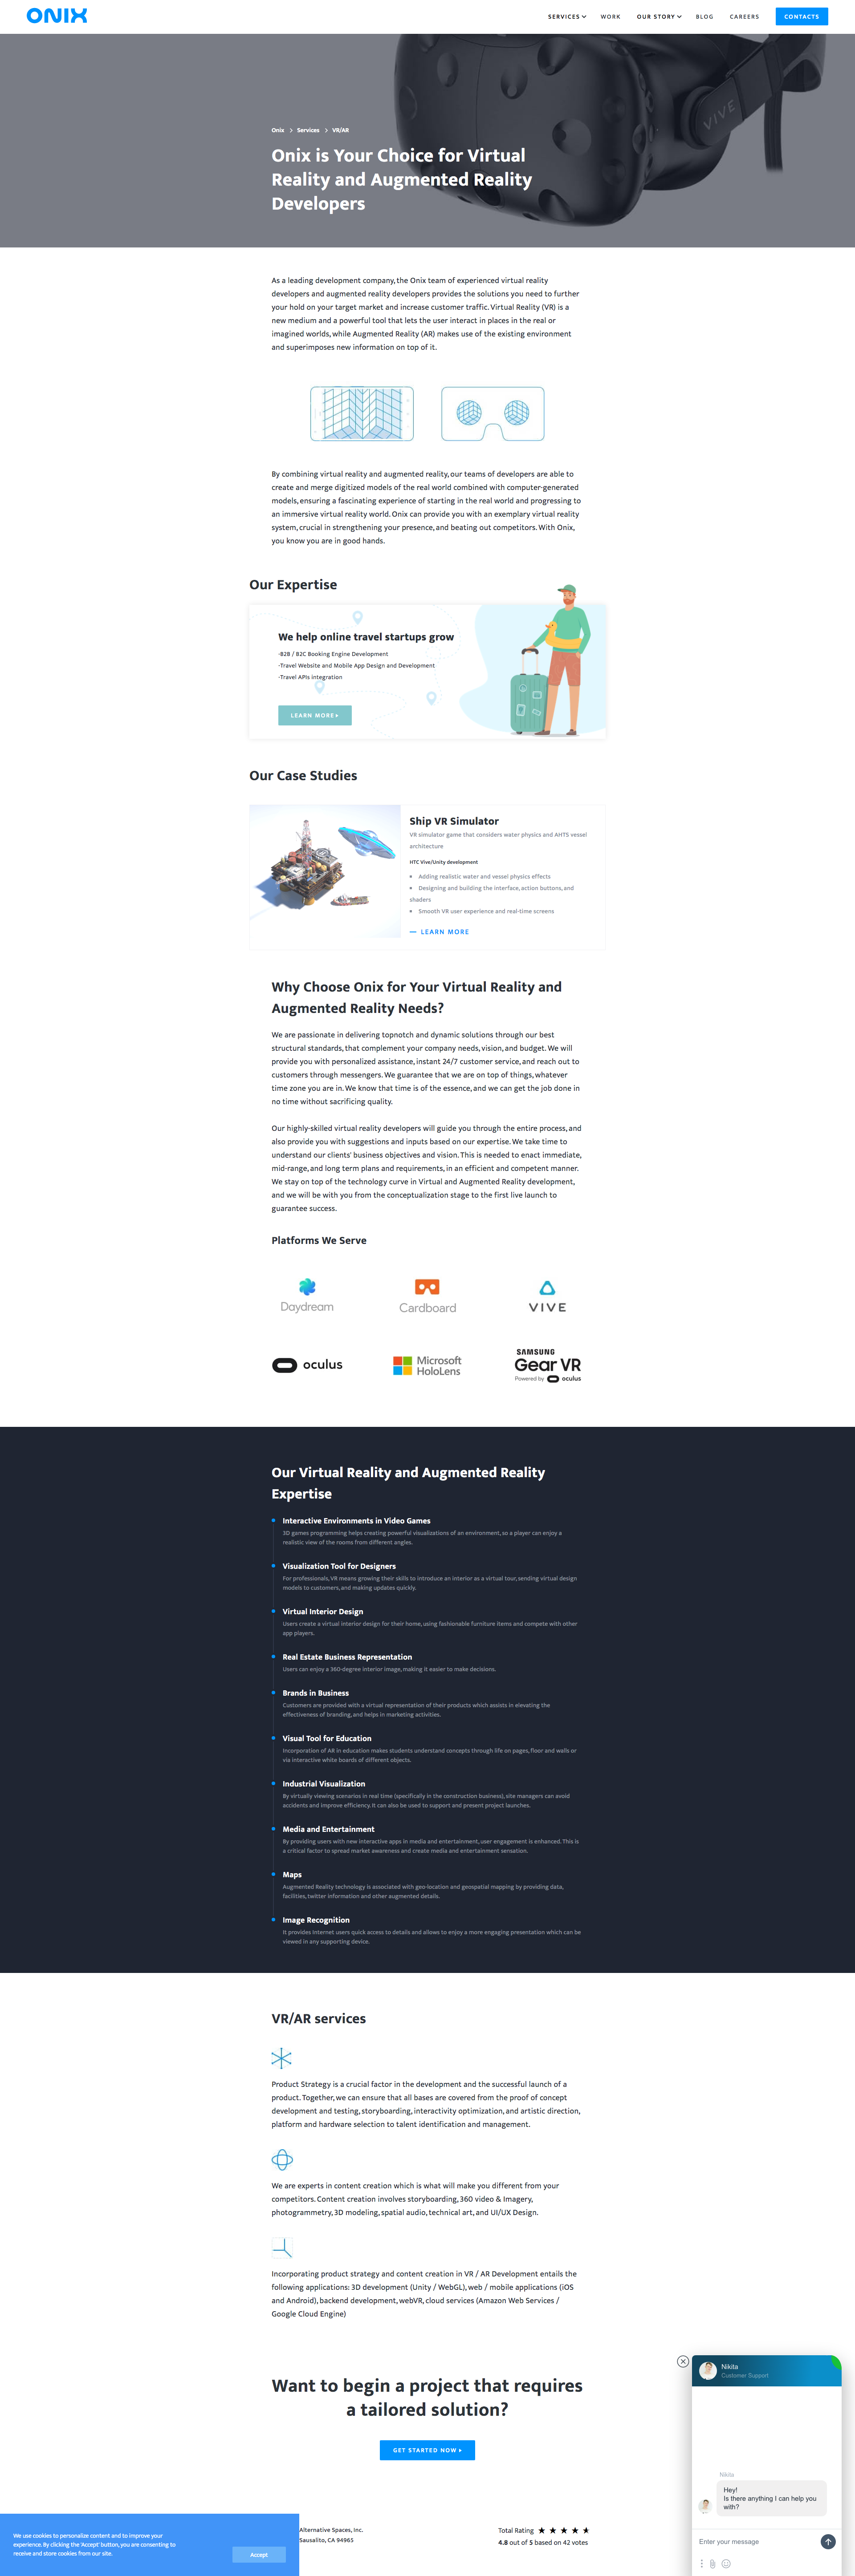 ONIX
SERVICES
WORK
OUR STORY
BLOG
CAREERS
CONTACTS
VIVE
Onix > Services > VR/AR
Onix is Your Choice for Virtual
Reality and Augmented Reality
Developers
As a leading development company, the Onix team of experienced virtual reality
developers and augmented reality developers provides the solutions you need to further
your hold on your target market and increase customer traffic. Virtual Reality (VR) is a
new medium and a powerful tool that lets the user interact in places in the real or
imagined worlds, while Augmented Reality (AR) makes use of the existing environment
and superimposes new information on top of it.
By combining virtual reality and augmented reality, our teams of developers are able to
create and merge digitized models of the real world combined with computer-generated
models, ensuring a fascinating experience of starting in the real world and progressing to
an immersive virtual reality world. Onix can provide you with an exemplary virtual reality
system, crucial in strengthening your presence, and beating out competitors. With Onix,
you know you are in good hands.
Our Expertise
We help online travel startups grow
-B2B / B2C Booking Engine Development
-Travel Website and Mobile App Design and Development
-Travel APIs integration
LEARN MORE
Our Case Studies
Ship VR Simulator
VR simulator game that considers water physics and AHTS vessel
architecture
HTC Vive/Unity development
• Adding realistic water and vessel physics effects
• Designing and building the interface, action buttons, and
shaders
• Smooth VR user experience and real-time screens
— LEARN MORE
Why Choose Onix for Your Virtual Reality and
Augmented Reality Needs?
We are passionate in delivering topnotch and dynamic solutions through our best
structural standards, that complement your company needs, vision, and budget. We will
provide you with personalized assistance, instant 24/7 customer service, and reach out to
customers through messengers. We guarantee that we are on top of things, whatever
time zone you are in. We know that time is of the essence, and we can get the job done in
no time without sacrificing quality.
Our highly-skilled virtual reality developers will guide you through the entire process, and
also provide you with suggestions and inputs based on our expertise. We take time to
understand our clients' business objectives and vision. This is needed to enact immediate,
mid-range, and long term plans and requirements, in an efficient and competent manner.
We stay on top of the technology curve in Virtual and Augmented Reality development,
and we will be with you from the conceptualization stage to the first live launch to
guarantee success.
Platforms We Serve
Daydream
Cardboard
VIVE
oculus
Microsoft
HoloLens
SAMSUNG
Gear VR
Powered by oculus
Our Virtual Reality and Augmented Reality
Expertise
Interactive Environments in Video Games
3D games programming helps creating powerful visualizations of an environment, so a player can enjoy a
realistic view of the rooms from different angles.
Visualization Tool for Designers
For professionals, VR means growing their skills to introduce an interior as a virtual tour, sending virtual design
models to customers, and making updates quickly.
Virtual Interior Design
Users create a virtual interior design for their home, using fashionable furniture items and compete with other
app players.
Real Estate Business Representation
Users can enjoy a 360-degree interior image, making it easier to make decisions.
Brands in Business
Customers are provided with a virtual representation of their products which assists in elevating the
effectiveness of branding, and helps in marketing activities.
Visual Tool for Education
Incorporation of AR in education makes students understand concepts through life on pages, floor and walls or
via interactive white boards of different objects.
Industrial Visualization
By virtually viewing scenarios in real time (specifically in the construction business), site managers can avoid
accidents and improve efficiency. It can also be used to support and present project launches.
Media and Entertainment
By providing users with new interactive apps in media and entertainment, user engagement is enhanced. This is
a critical factor to spread market awareness and create media and entertainment sensation.
Maps
Augmented Reality technology is associated with geo-location and geospatial mapping by providing data,
facilities, twitter information and other augmented details.
Image Recognition
It provides Internet users quick access to details and allows to enjoy a more engaging presentation which can be
viewed in any supporting device.
VR/AR services
Product Strategy is a crucial factor in the development and the successful launch of a
product. Together, we can ensure that all bases are covered from the proof of concept
development and testing, storyboarding, interactivity optimization, and artistic direction,
platform and hardware selection to talent identification and management.
We are experts in content creation which is what will make you different from your
competitors. Content creation involves storyboarding, 360 video & Imagery,
photogrammetry, 3D modeling, spatial audio, technical art, and UI/UX Design.
Incorporating product strategy and content creation in VR / AR Development entails the
following applications: 3D development (Unity / WebGL), web / mobile applications (iOS
and Android), backend development, webVR, cloud services (Amazon Web Services /
Google Cloud Engine)
Want to begin a project that requires
a tailored solution?
GET STARTED NOW
Nikita
Customer Support
Nikita
Hey!
Is there anything I can help you
with?
Enter your message
We use cookies to personalize content and to improve your
experience. By clicking the 'Accept' button, you are consenting to
receive and store cookies from our site.
Accept
Alternative Spaces, Inc.
Sausalito, CA 94965
Total Rating
4.8 out of 5 based on 42 votes